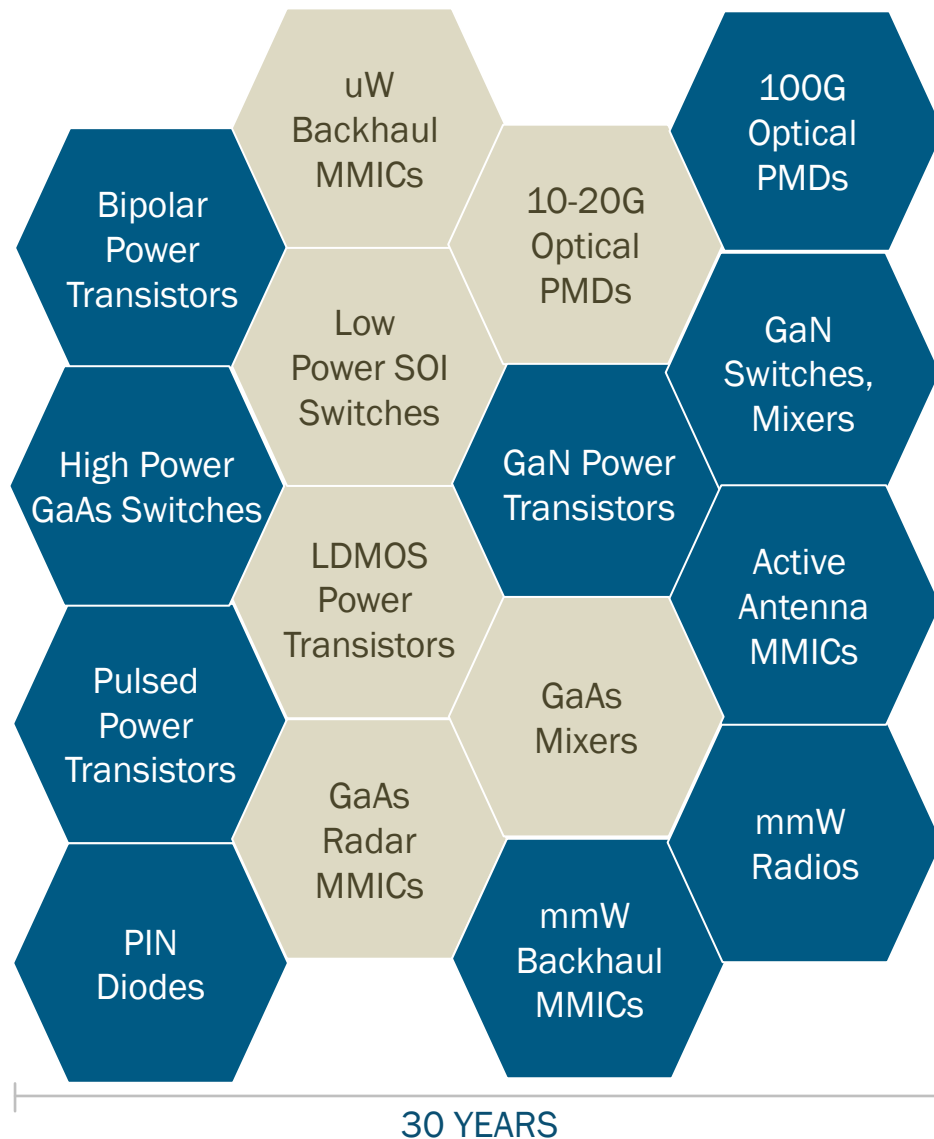 uW
Backhaul
MMICs
100G
Optical
PMDs
Bipolar
Power
Transistors
10-20G
Optical
PMDs
Low
Power SOI
Switches
GaN
Switches,
Mixers
High Power
GaAs Switches
GaN Power
Transistors
LDMOS
Power
Transistors
Active
Antenna
MMICs
Pulsed
Power
Transistors
GaAs
Mixers
GaAs
Radar
MMICs
mmW
Radios
PIN
Diodes
mmW
Backhaul
MMICs
30 YEARS